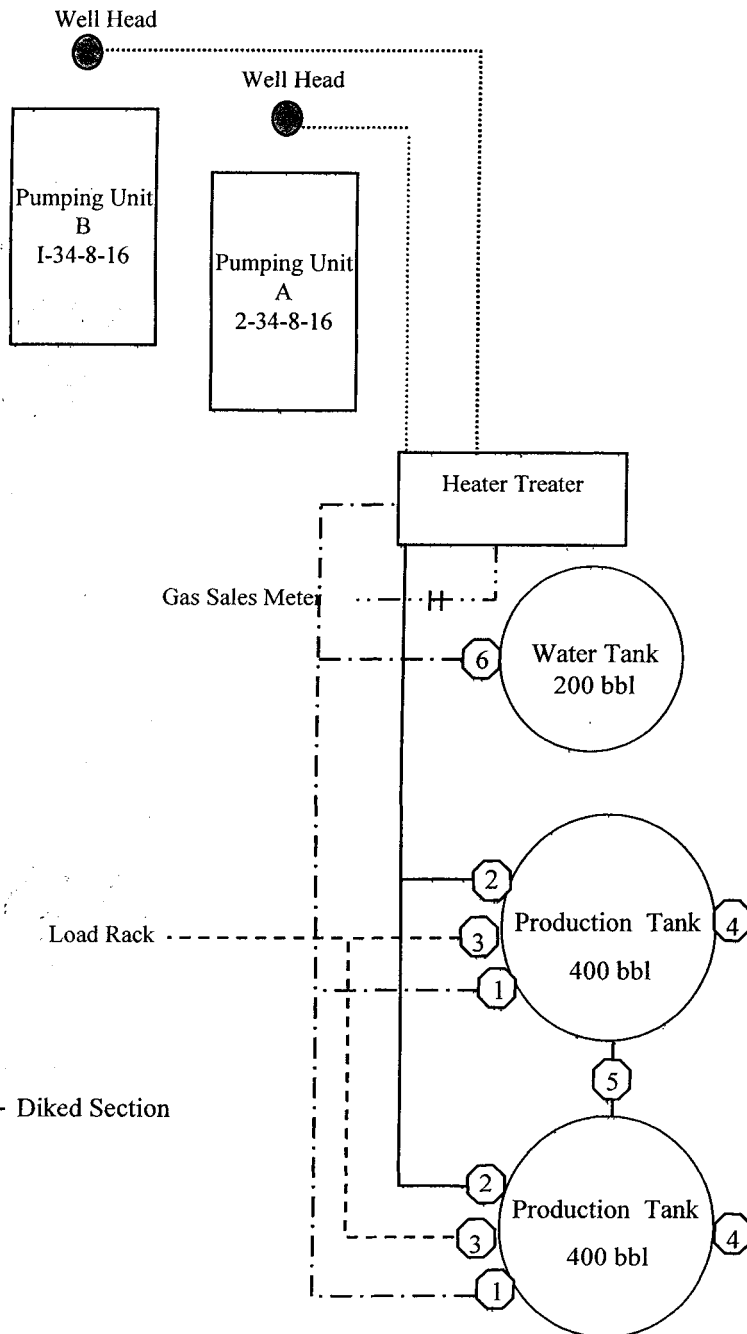 Well Head
Well Head
Pumping Unit
B
I-34-8-16
Pumping Unit
A
2-34-8-16
Heater Treater
Gas Sales Meter
6
Water Tank
200 bbl
2
Load Rack
3
Production Tank
4
400 bbl
1
5
Diked Section
2
Production Tank
3
4
400 bbl
1